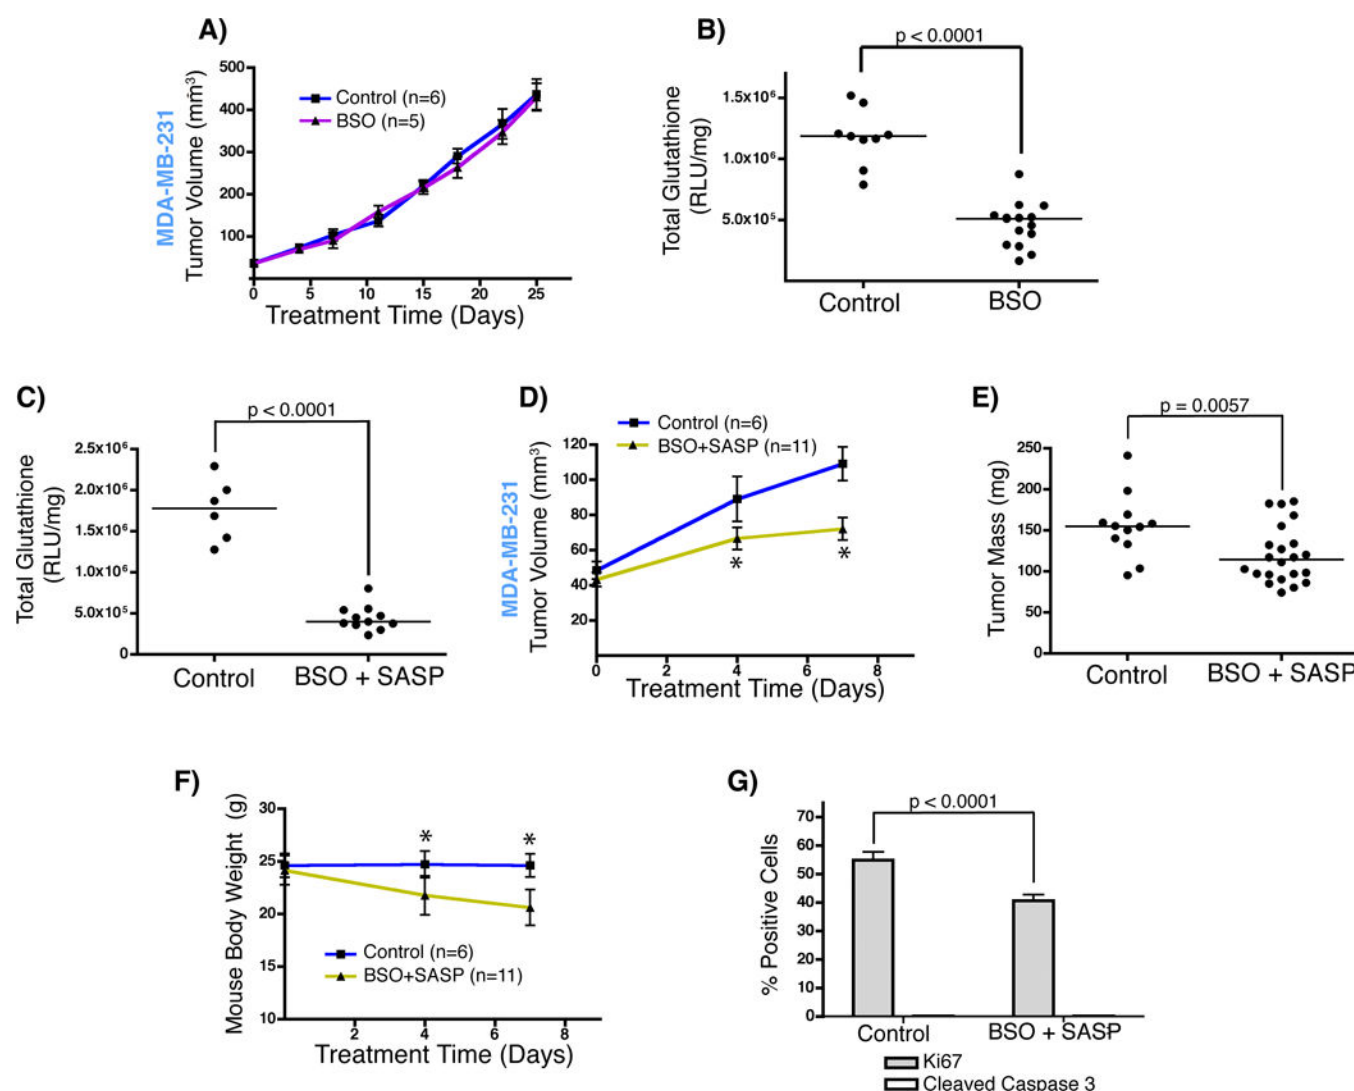 A)
MDA-MB-231
Tumor Volume (mm³)
500
400
300
200
100
Control (n=6)
BSO (n=5)
0
5
10
15
20
25
Treatment Time (Days)
B)
p < 0.0001
Total Glutathione
(RLU/mg)
1.5x10⁶
1.0x10⁶
5.0x10⁵
Control
BSO
C)
p < 0.0001
Total Glutathione
(RLU/mg)
2.5x10⁶
2.0x10⁶
1.5x10⁶
1.0x10⁶
5.0x10⁵
0
Control
BSO + SASP
D)
Control (n=6)
BSO+SASP (n=11)
MDA-MB-231
Tumor Volume (mm³)
120
100
80
60
40
20
*
*
0
2
4
6
8
Treatment Time (Days)
E)
p = 0.0057
Tumor Mass (mg)
250
200
150
100
50
0
Control
BSO + SASP
F)
Mouse Body Weight (g)
30
25
20
15
10
*
*
Control (n=6)
BSO+SASP (n=11)
2
4
6
8
Treatment Time (Days)
G)
p < 0.0001
% Positive Cells
70
60
50
40
30
20
10
0
Control
BSO + SASP
Ki67
Cleaved Caspase 3